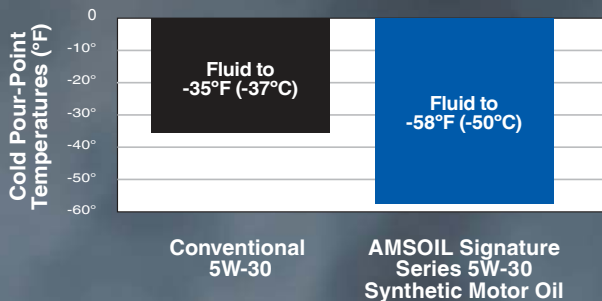 Cold Pour-Point
Temperatures (°F)
0
-10°
-20°
-30°
-40°
-50°
-60°
Fluid to
-35°F (-37°C)
Fluid to
-58°F (-50°C)
Conventional
5W-30
AMSOIL Signature
Series 5W-30
Synthetic Motor Oil